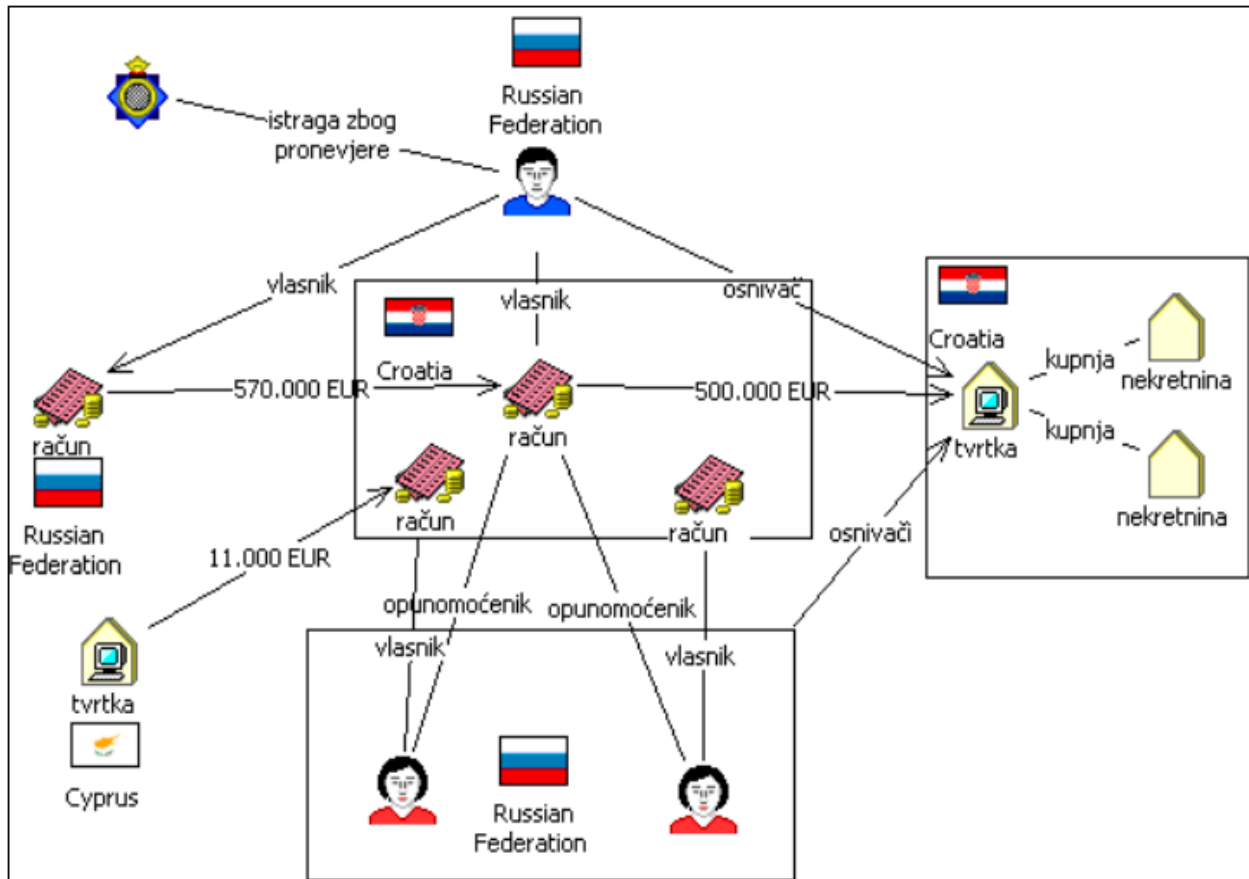 Russian
Federation
istraga zbog
pronevjere
vlasnik
vlasnik
osnivač
Croatia
Croatia
kupnja
nekretnina
570.000 EUR
500.000 EUR
račun
račun
tvrtka
kupnja
nekretnina
Russian
Federation
račun
račun
osnivači
11.000 EUR
opunomoćenik
opunomoćenik
vlasnik
vlasnik
tvrtka
Cyprus
Russian
Federation